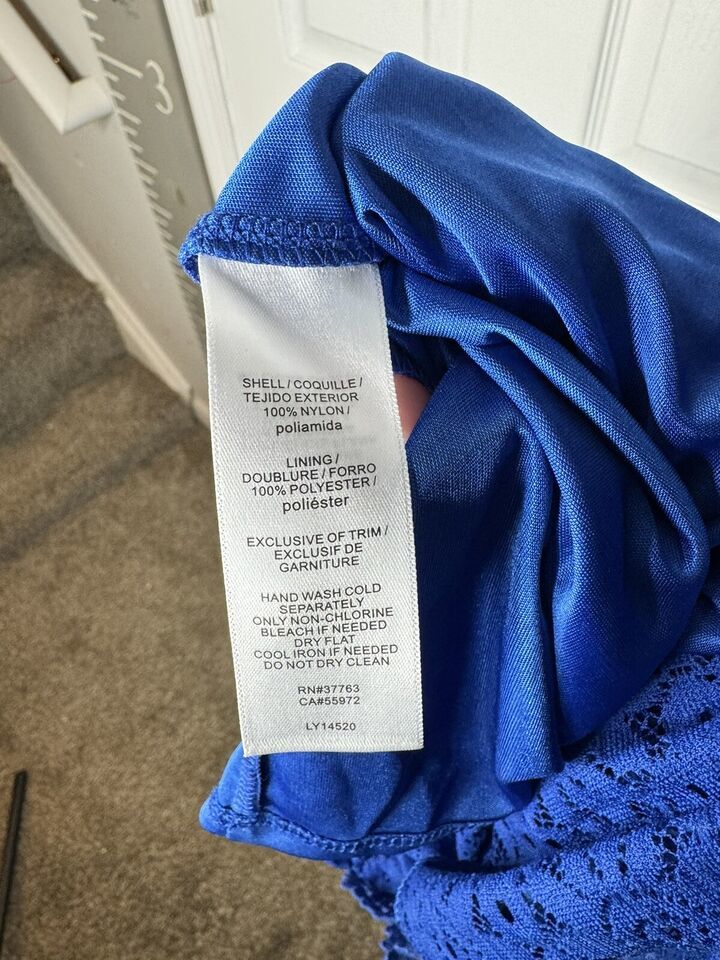 3
SHELL / COQUILLE /
TEJIDO EXTERIOR
100% NYLON /
poliamida
LINING /
DOUBLURE / FORRO
100% POLYESTER /
poliéster
EXCLUSIVE OF TRIM /
EXCLUSIF DE
GARNITURE
HAND WASH COLD
SEPARATELY
ONLY NON-CHLORINE
BLEACH IF NEEDED
DRY FLAT
COOL IRON IF NEEDED
DO NOT DRY CLEAN
RN#37763
CA#55972
LY14520